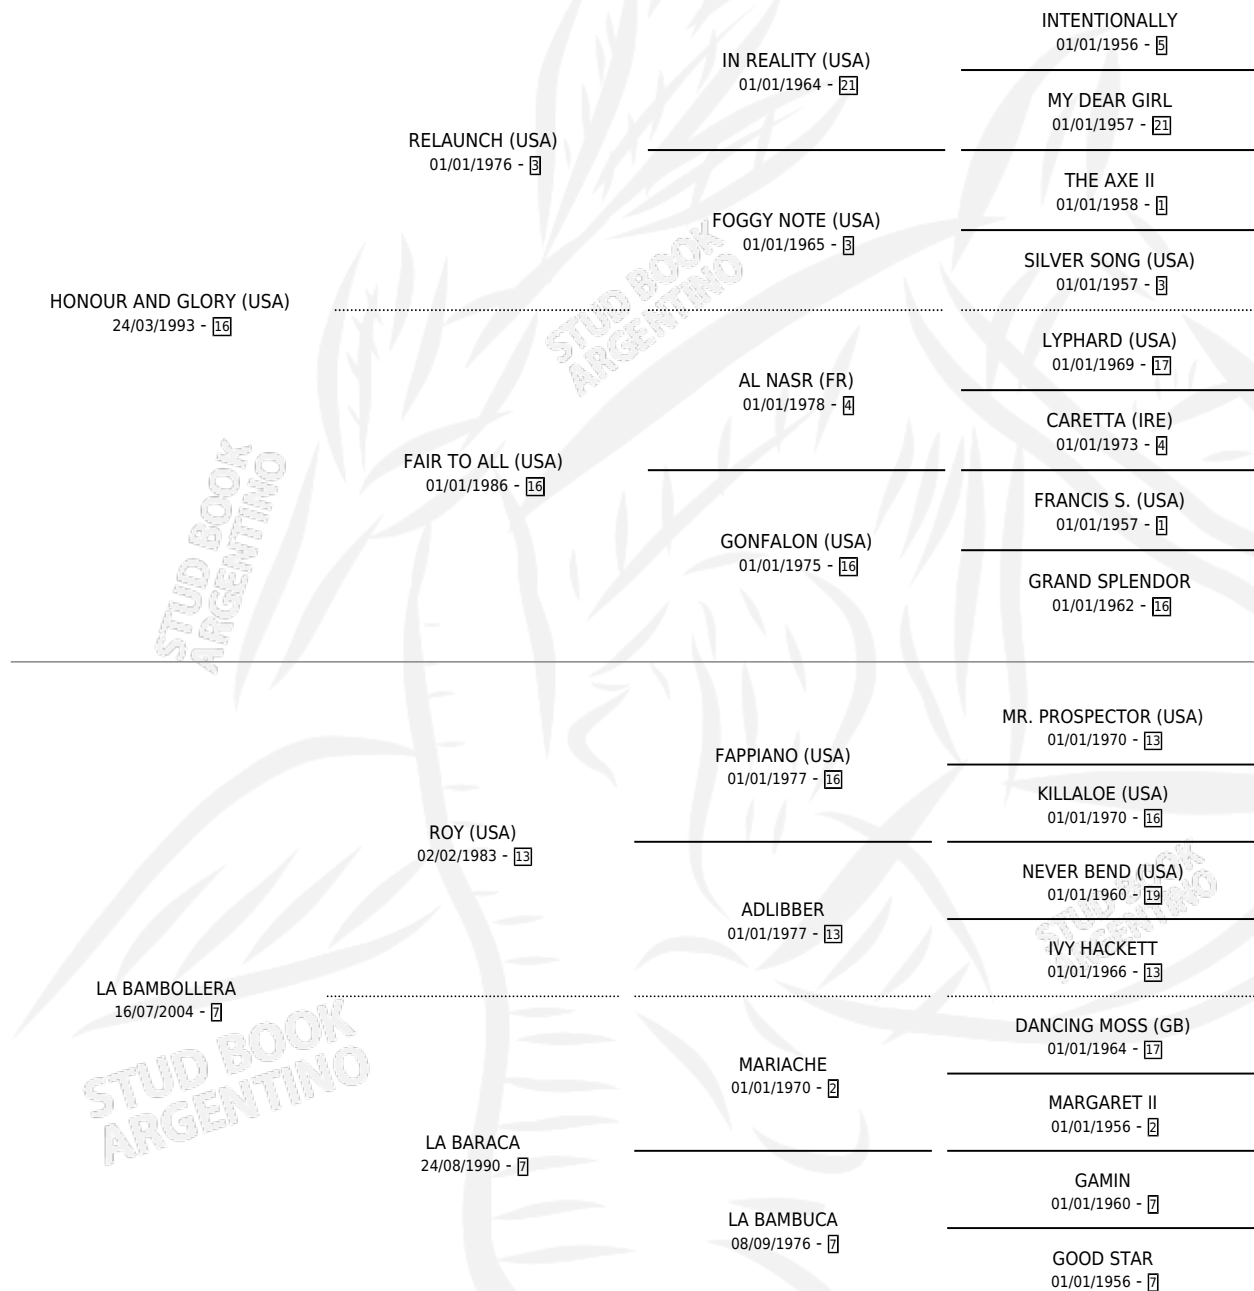 INTENTIONALLY
01/01/1956 - 5
IN REALITY (USA)
01/01/1964 - 21
MY DEAR GIRL
01/01/1957 - 21
RELAUNCH (USA)
01/01/1976 - 3
THE AXE II
01/01/1958 - 1
FOGGY NOTE (USA)
01/01/1965 - 3
SILVER SONG (USA)
01/01/1957 - 3
HONOUR AND GLORY (USA)
24/03/1993 - 16
LYPHARD (USA)
01/01/1969 - 17
AL NASR (FR)
01/01/1978 - 4
CARETTA (IRE)
01/01/1973 - 4
FAIR TO ALL (USA)
01/01/1986 - 16
FRANCIS S. (USA)
01/01/1957 - 1
GONFALON (USA)
01/01/1975 - 16
GRAND SPLENDOR
01/01/1962 - 16
MR. PROSPECTOR (USA)
01/01/1970 - 13
FAPPIANO (USA)
01/01/1977 - 16
KILLALOE (USA)
01/01/1970 - 16
ROY (USA)
02/02/1983 - 13
NEVER BEND (USA)
01/01/1960 - 19
ADLIBBER
01/01/1977 - 13
IVY HACKETT
01/01/1966 - 13
LA BAMBOLLERA
16/07/2004 - 7
DANCING MOSS (GB)
01/01/1964 - 17
MARIACHE
01/01/1970 - 2
MARGARET II
01/01/1956 - 2
LA BARACA
24/08/1990 - 7
GAMIN
01/01/1960 - 7
LA BAMBUCA
08/09/1976 - 7
GOOD STAR
01/01/1956 - 7
STUD BOOK
ARGENTINO
STUD BOOK
ARGENTINO
STUD BOOK
ARGENTINO
STUD BOOK
ARGENTINO